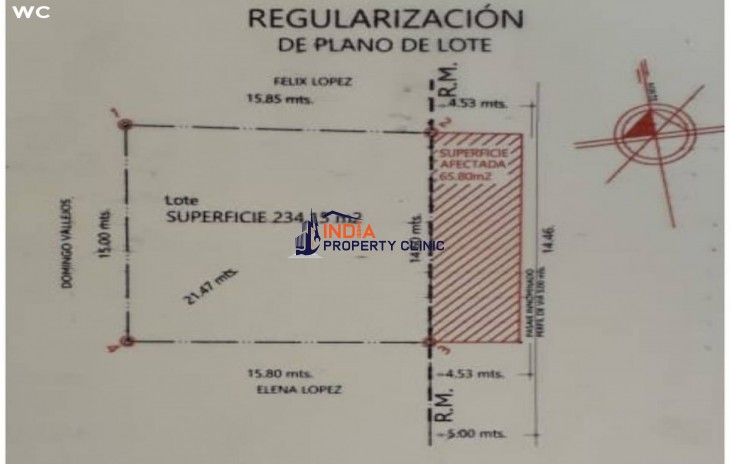 WC
REGULARIZACIÓN
DE PLANO DE LOTE
FELIX LOPEZ
15.85 mts.
R.M.
4.53 mts.
NORTE
1
2
SUPERFICIE
AFECTADA
65.80m2
Lote
SUPERFICIE 234.15 m2
INDIA
PROPERTY CLINIC
DOMINGO VALLEJOS
15.00 mts.
21.47 mts.
14.46.
PASAJE INNOMINADO
PERFIL DE VIA 5.00 mts.
4
3
15.80 mts.
4.53 mts.
ELENA LOPEZ
R.M.
5.00 mts.